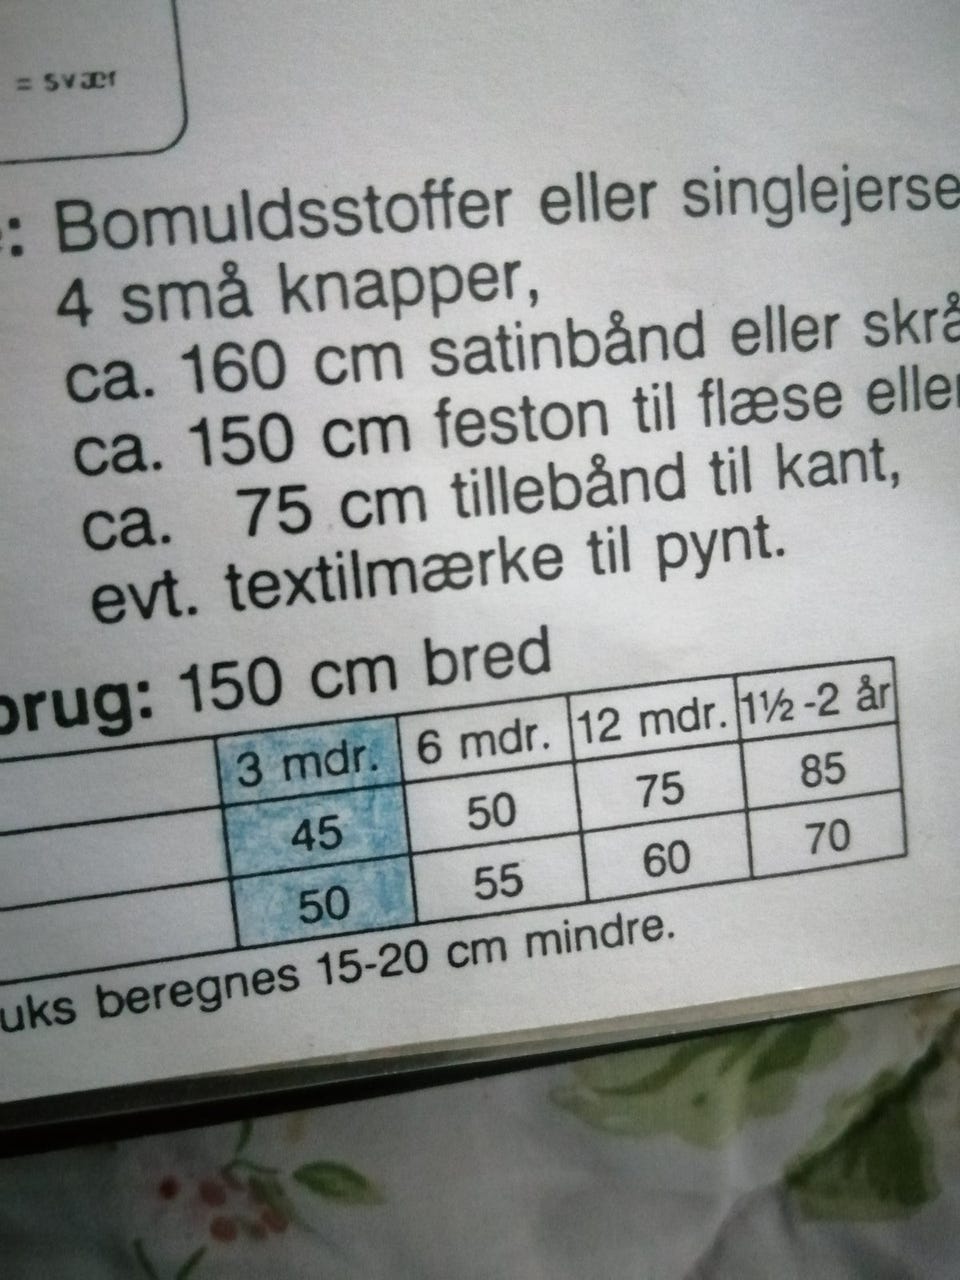 = svær
: Bomuldsstoffer eller singlejerse
4 små knapper,
ca. 160 cm satinbånd eller skrå
ca. 150 cm feston til flæse eller
ca. 75 cm tillebånd til kant,
evt. textilmærke til pynt.
brug: 150 cm bred
3 mdr. 6 mdr. 12 mdr. 1½-2 år
45 50 75 85
50 55 60 70
uks beregnes 15-20 cm mindre.